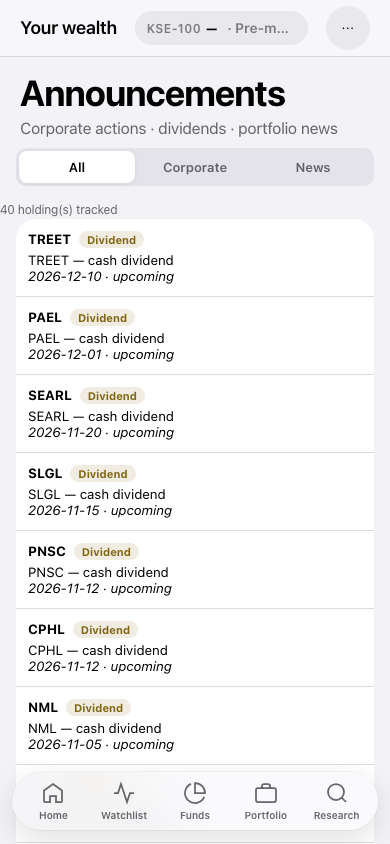 Your wealth
KSE-100 — · Pre-m...
...
Announcements
Corporate actions · dividends · portfolio news
All
Corporate
News
40 holding(s) tracked
TREET Dividend
TREET — cash dividend
2026-12-10 · upcoming
PAEL Dividend
PAEL — cash dividend
2026-12-01 · upcoming
SEARL Dividend
SEARL — cash dividend
2026-11-20 · upcoming
SLGL Dividend
SLGL — cash dividend
2026-11-15 · upcoming
PNSC Dividend
PNSC — cash dividend
2026-11-12 · upcoming
CPHL Dividend
CPHL — cash dividend
2026-11-12 · upcoming
NML Dividend
NML — cash dividend
2026-11-05 · upcoming
Home
Watchlist
Funds
Portfolio
Research